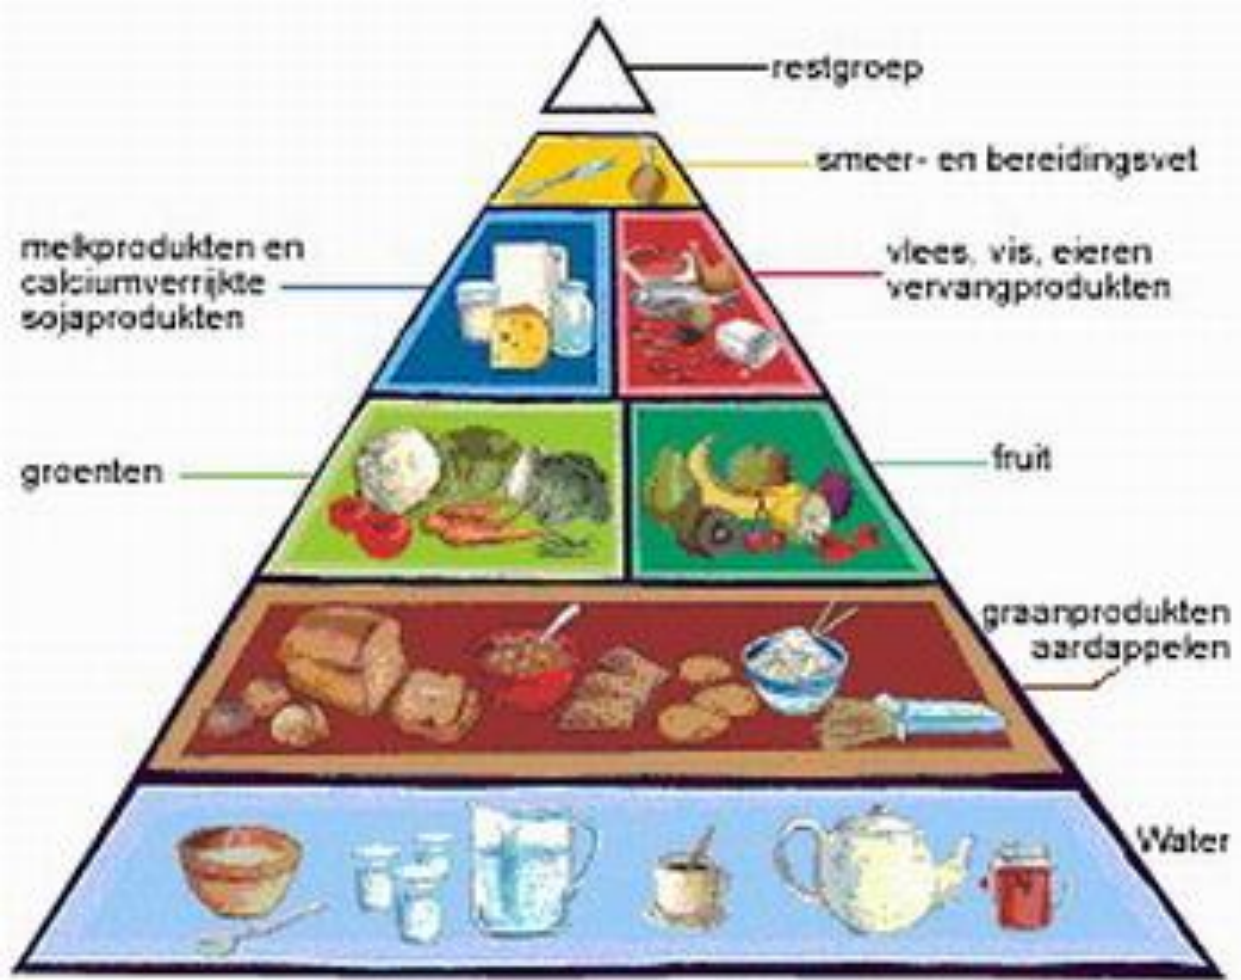 restgroep
smeer- en bereidingsvet
melkprodukten en
calciumverrijkte
sojaprodukten
vlees, vis, eieren
vervangprodukten
groenten
fruit
graanprodukten
aardappelen
Water